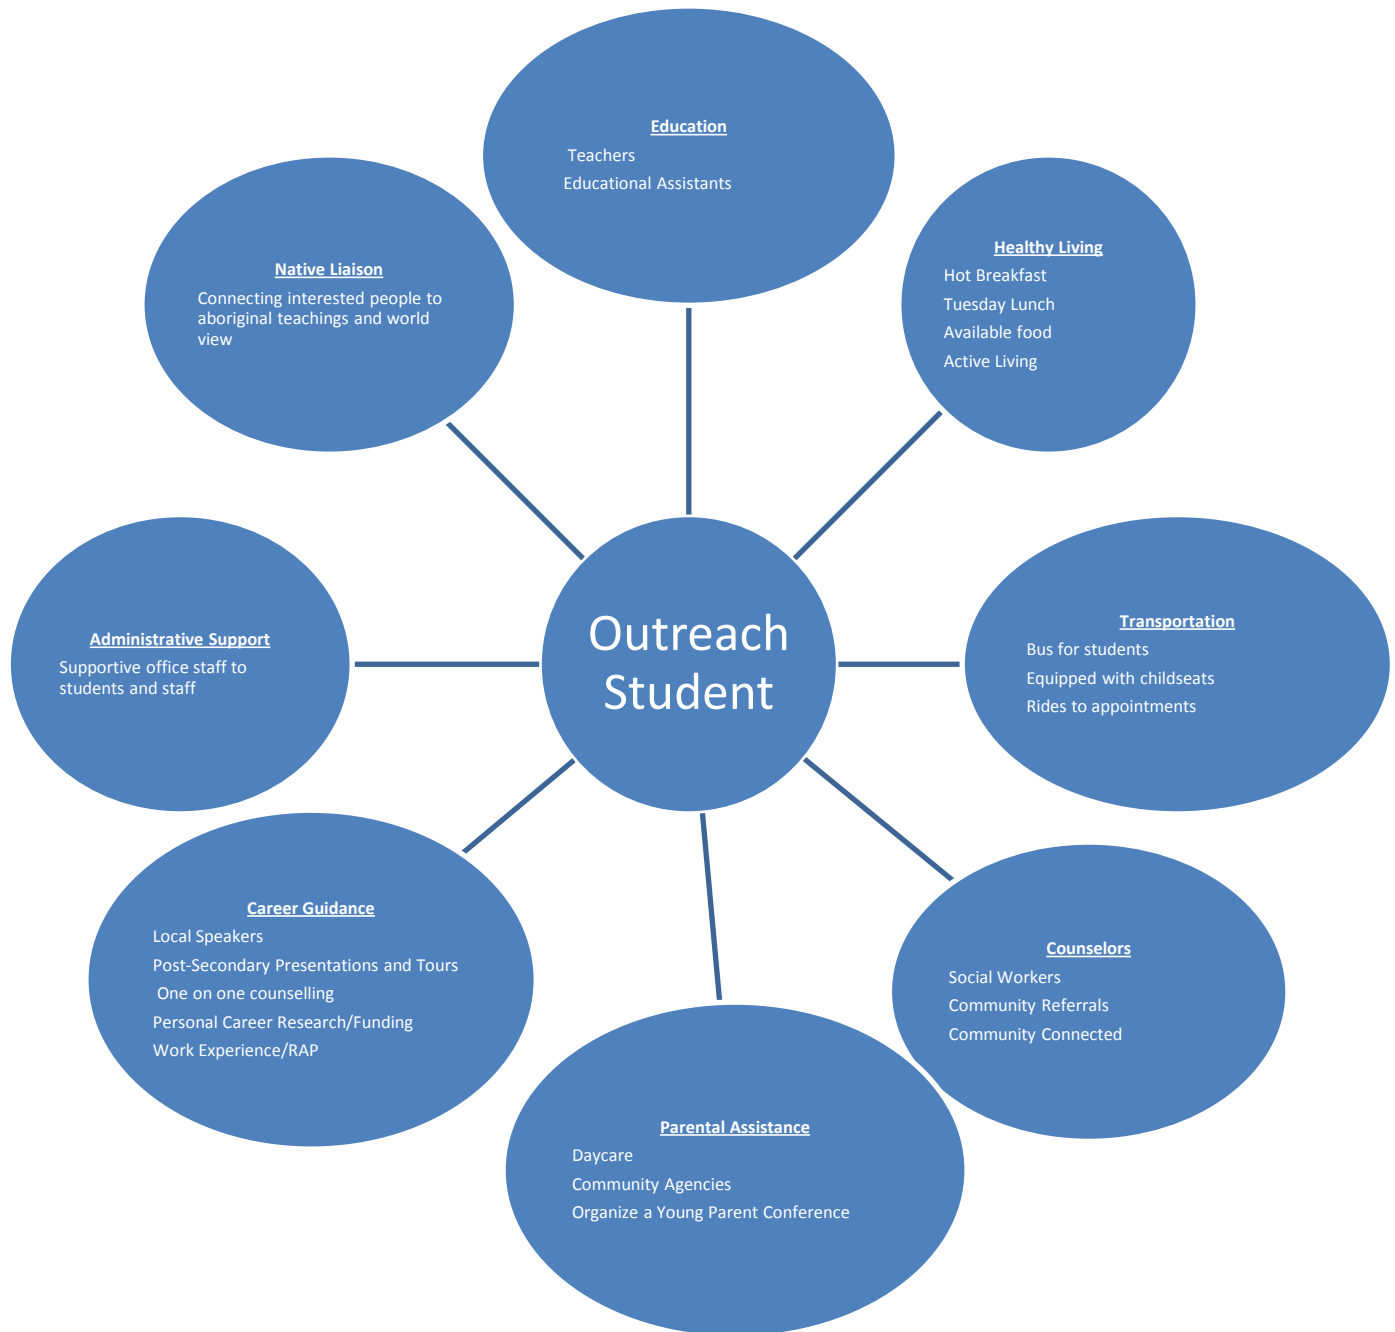 Education
Teachers
Educational Assistants
Healthy Living
Hot Breakfast
Tuesday Lunch
Available food
Active Living
Transportation
Bus for students
Equipped with childseats
Rides to appointments
Counselors
Social Workers
Community Referrals
Community Connected
Parental Assistance
Daycare
Community Agencies
Organize a Young Parent Conference
Career Guidance
Local Speakers
Post-Secondary Presentations and Tours
One on one counselling
Personal Career Research/Funding
Work Experience/RAP
Administrative Support
Supportive office staff to
students and staff
Native Liaison
Connecting interested people to
aboriginal teachings and world
view
Outreach
Student